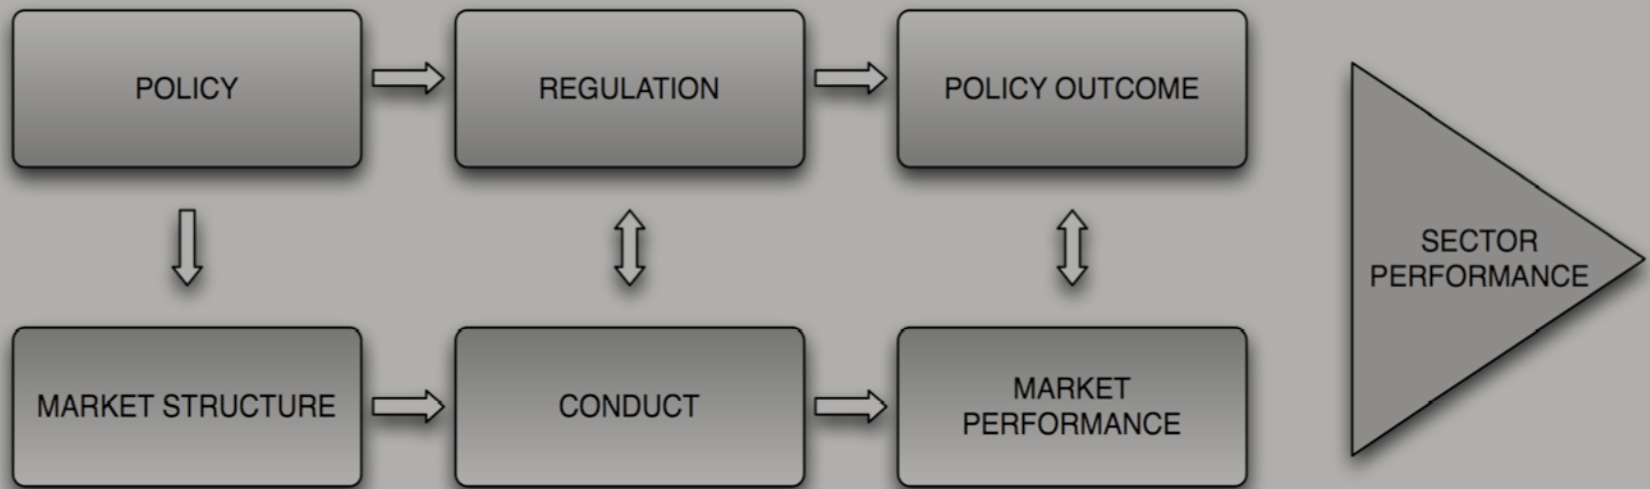 POLICY
REGULATION
POLICY OUTCOME
SECTOR
PERFORMANCE
MARKET STRUCTURE
CONDUCT
MARKET
PERFORMANCE